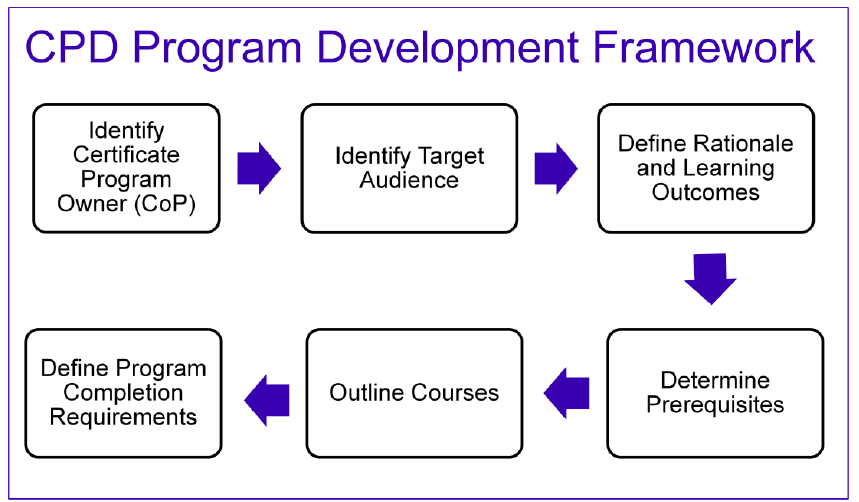 CPD Program Development Framework
Identify
Certificate
Program
Owner (CoP)
Identify Target
Audience
Define Rationale
and Learning
Outcomes
Determine
Prerequisites
Outline Courses
Define Program
Completion
Requirements